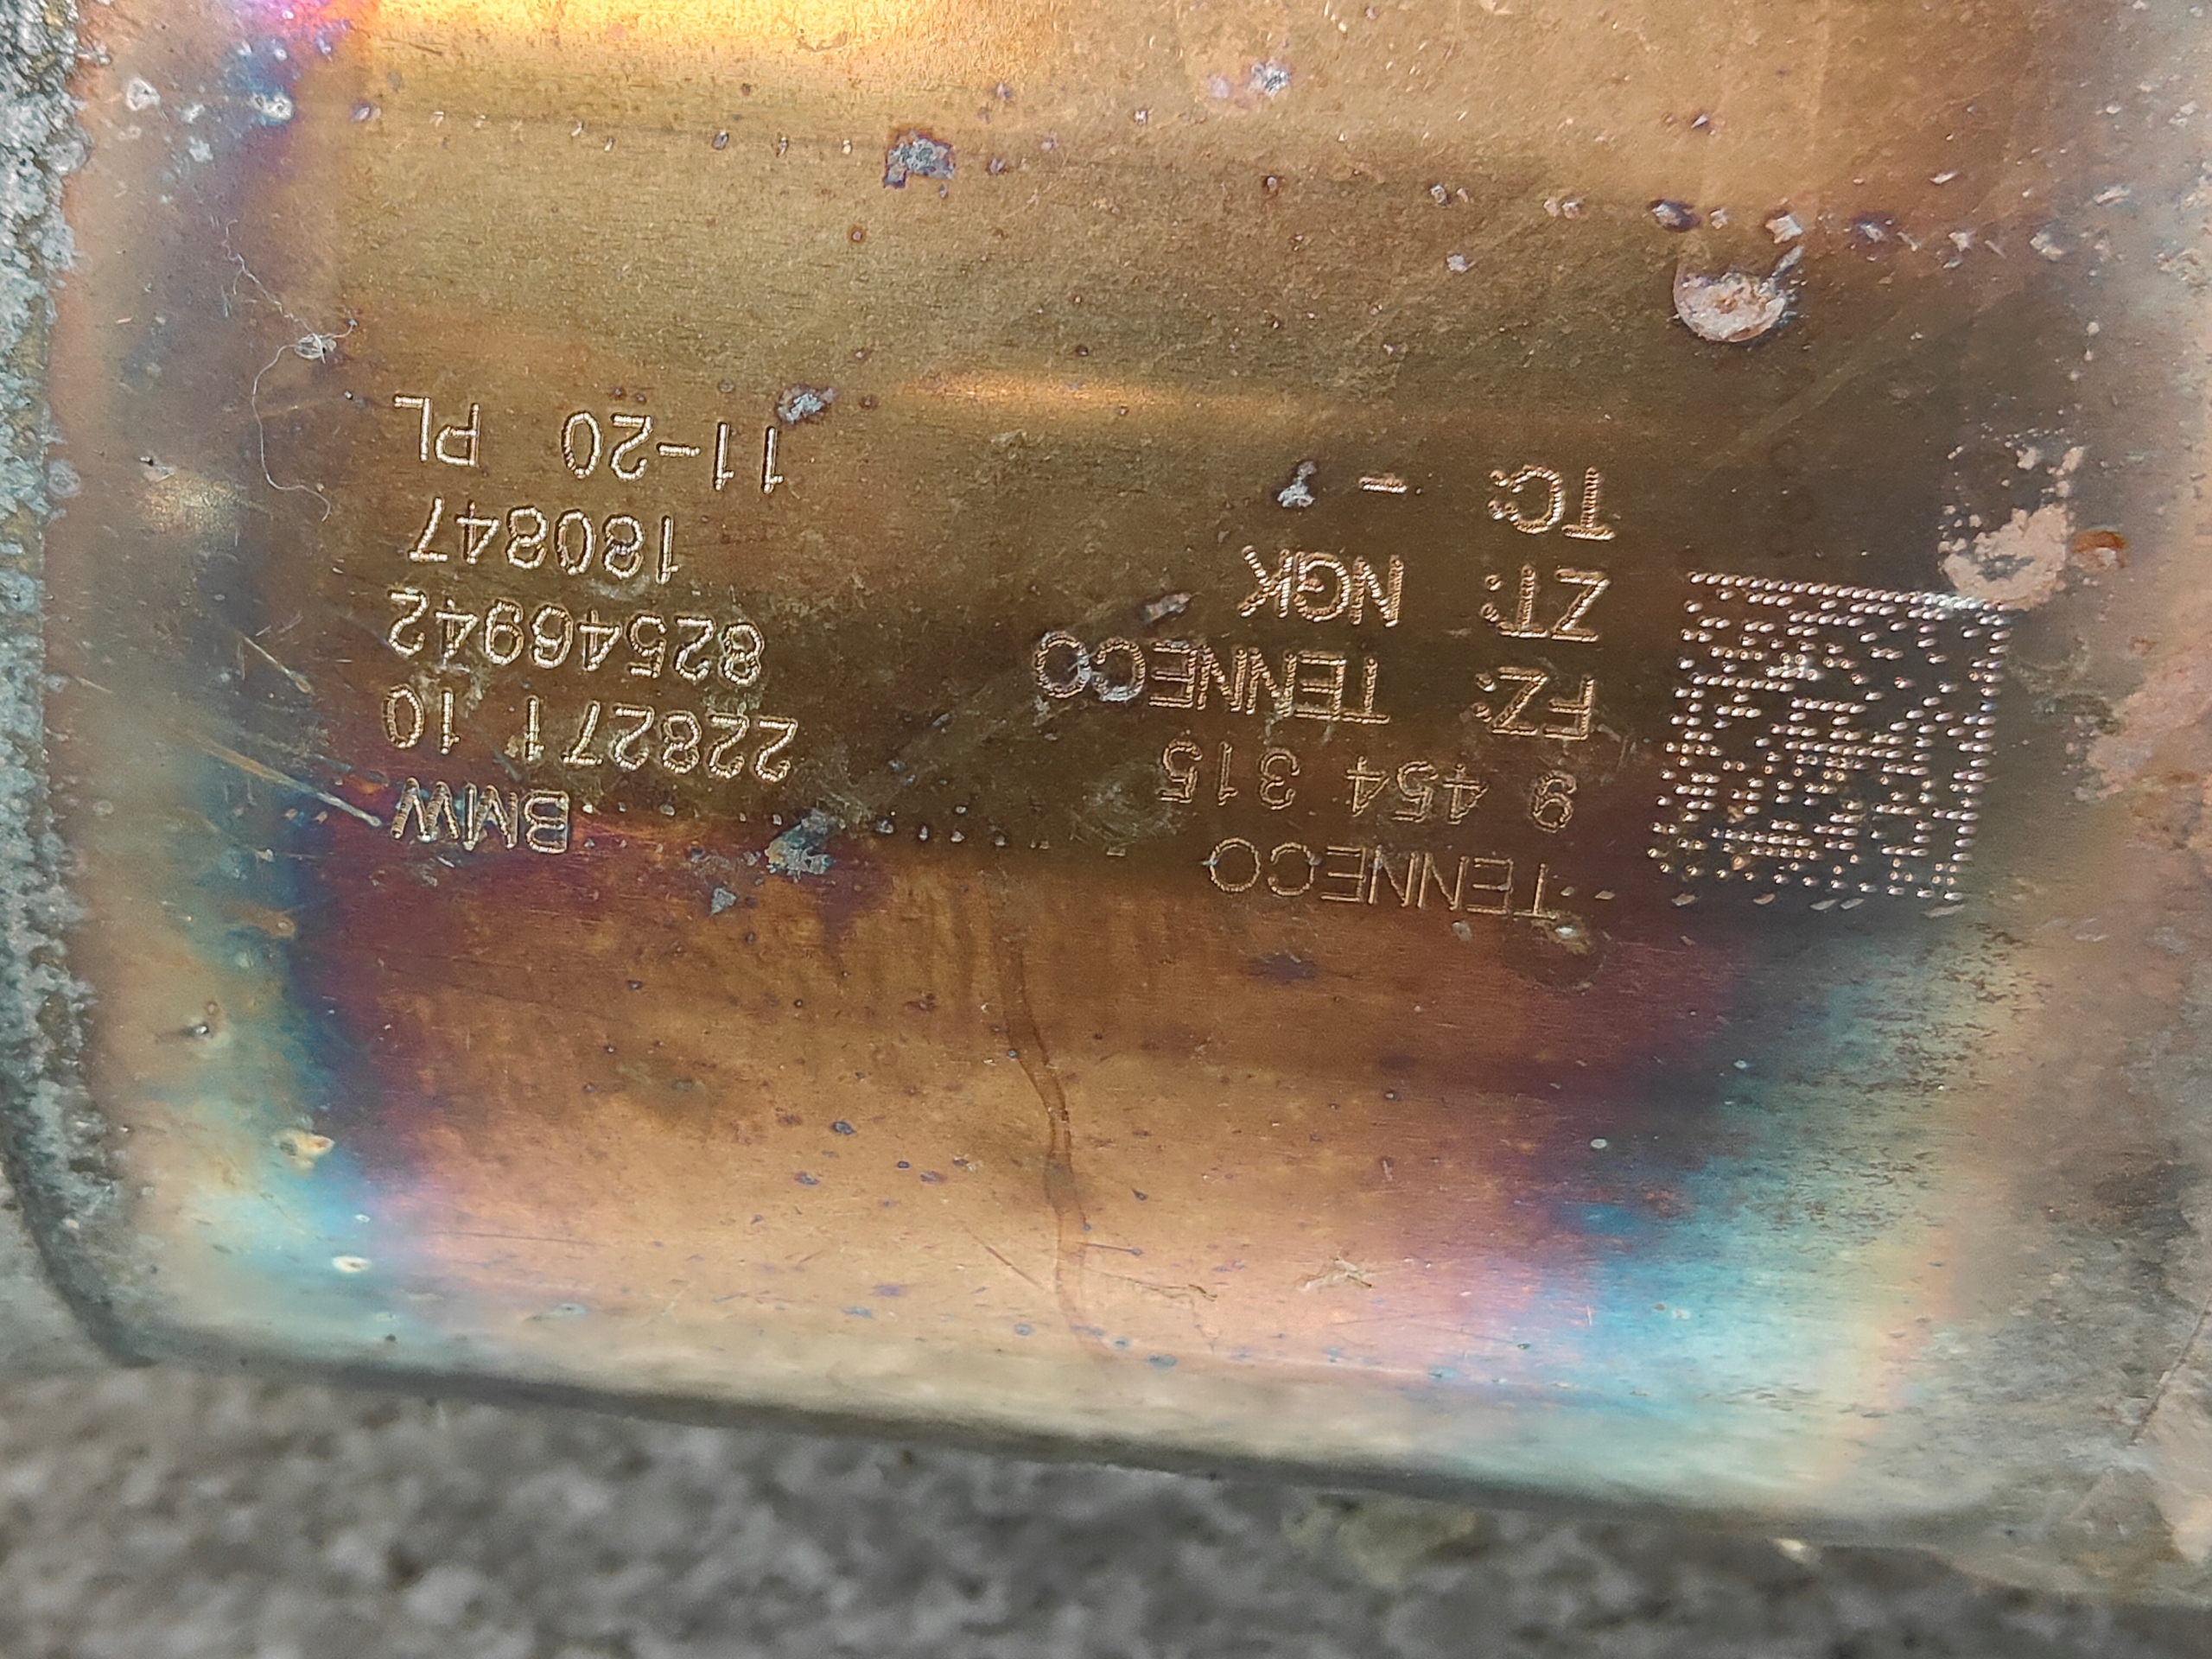 TENNECO
9 454 315
FZ: TENNECO
ZT: NGK
TC: -
BMW
228271 10
82546942
180847
11-20 PL